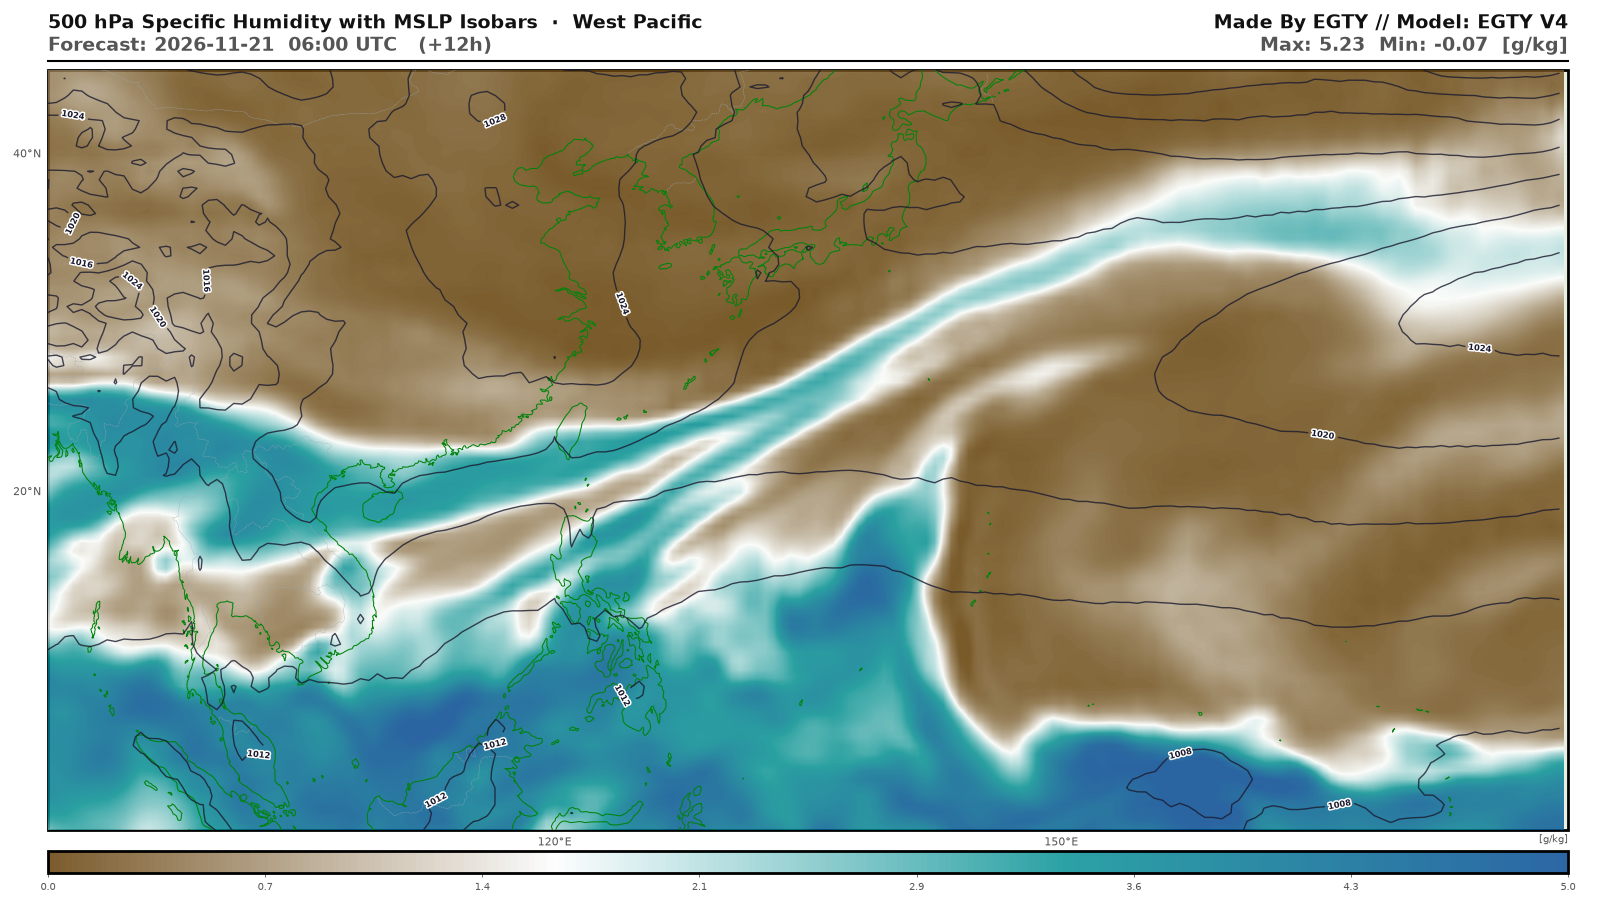 500 hPa Specific Humidity with MSLP Isobars · West Pacific
Made By EGTY // Model: EGTY V4
Forecast: 2026-11-21 06:00 UTC (+12h)
Max: 5.23 Min: -0.07 [g/kg]
1024
1028
40°N
1020
1016
1024
1016
1024
1020
1024
1020
20°N
1012
1012
1012
1008
1012
1008
120°E
150°E
[g/kg]
0.0 0.7 1.4 2.1 2.9 3.6 4.3 5.0